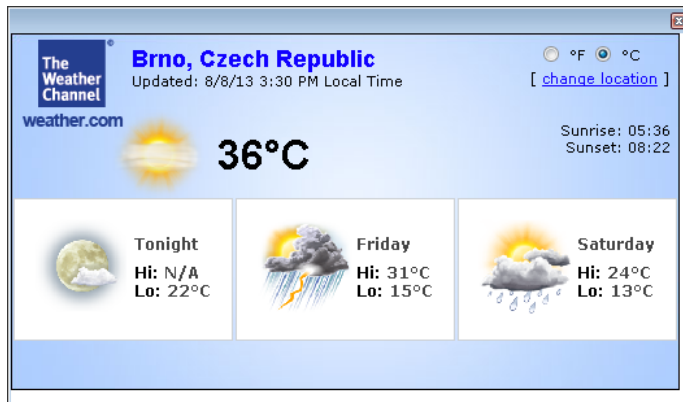 The
Weather
Channel
weather.com
Brno, Czech Republic
Updated: 8/8/13 3:30 PM Local Time
°F °C
[ change location ]
36°C
Sunrise: 05:36
Sunset: 08:22
Tonight
Hi: N/A
Lo: 22°C
Friday
Hi: 31°C
Lo: 15°C
Saturday
Hi: 24°C
Lo: 13°C